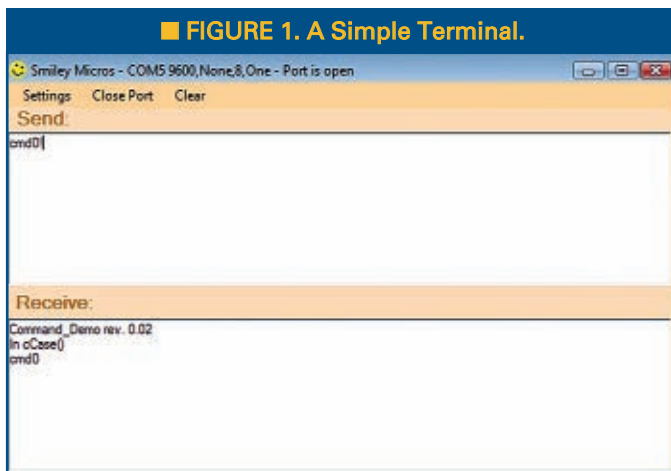 ■ FIGURE 1. A Simple Terminal.
Smiley Micros - COM5 9600,None,8,One - Port is open
Settings Close Port Clear
Send:
cmd0
Receive:
Command_Demo rev. 0.02
In cCase()
cmd0